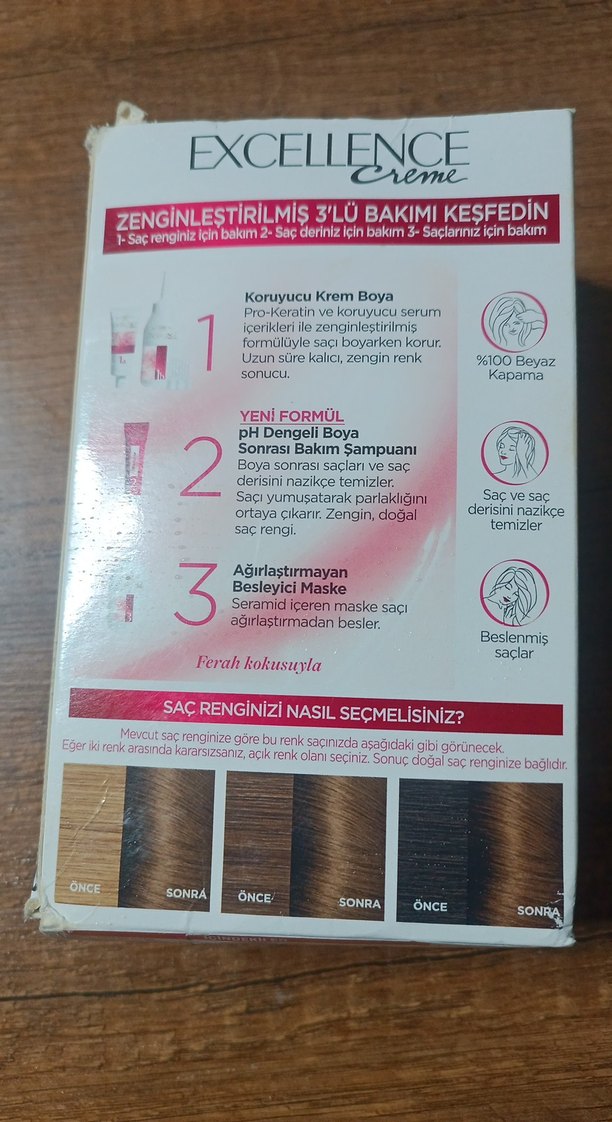 EXCELLENCE
Creme
ZENGİNLEŞTİRİLMİŞ 3'LÜ BAKIMI KEŞFEDİN
1- Saç renginiz için bakım 2- Saç deriniz için bakım 3- Saçlarınız için bakım
1
Koruyucu Krem Boya
Pro-Keratin ve koruyucu serum
içerikleri ile zenginleştirilmiş
formülüyle saçı boyarken korur.
Uzun süre kalıcı, zengin renk
sonucu.
%100 Beyaz
Kapama
2
YENİ FORMÜL
pH Dengeli Boya
Sonrası Bakım Şampuanı
Boya sonrası saçları ve saç
derisini nazikçe temizler.
Saçı yumuşatarak parlaklığını
ortaya çıkarır. Zengin, doğal
saç rengi.
Saç ve saç
derisini nazikçe
temizler
3
Ağırlaştırmayan
Besleyici Maske
Seramid içeren maske saçı
ağırlaştırmadan besler.
Beslenmiş
saçlar
Ferah kokusuyla
SAÇ RENGİNİZİ NASIL SEÇMELİSİNİZ?
Mevcut saç renginize göre bu renk saçınızda aşağıdaki gibi görünecek.
Eğer iki renk arasında kararsızsanız, açık renk olanı seçiniz. Sonuç doğal saç renginize bağlıdır.
ÖNCE SONRA ÖNCE SONRA ÖNCE SONRA